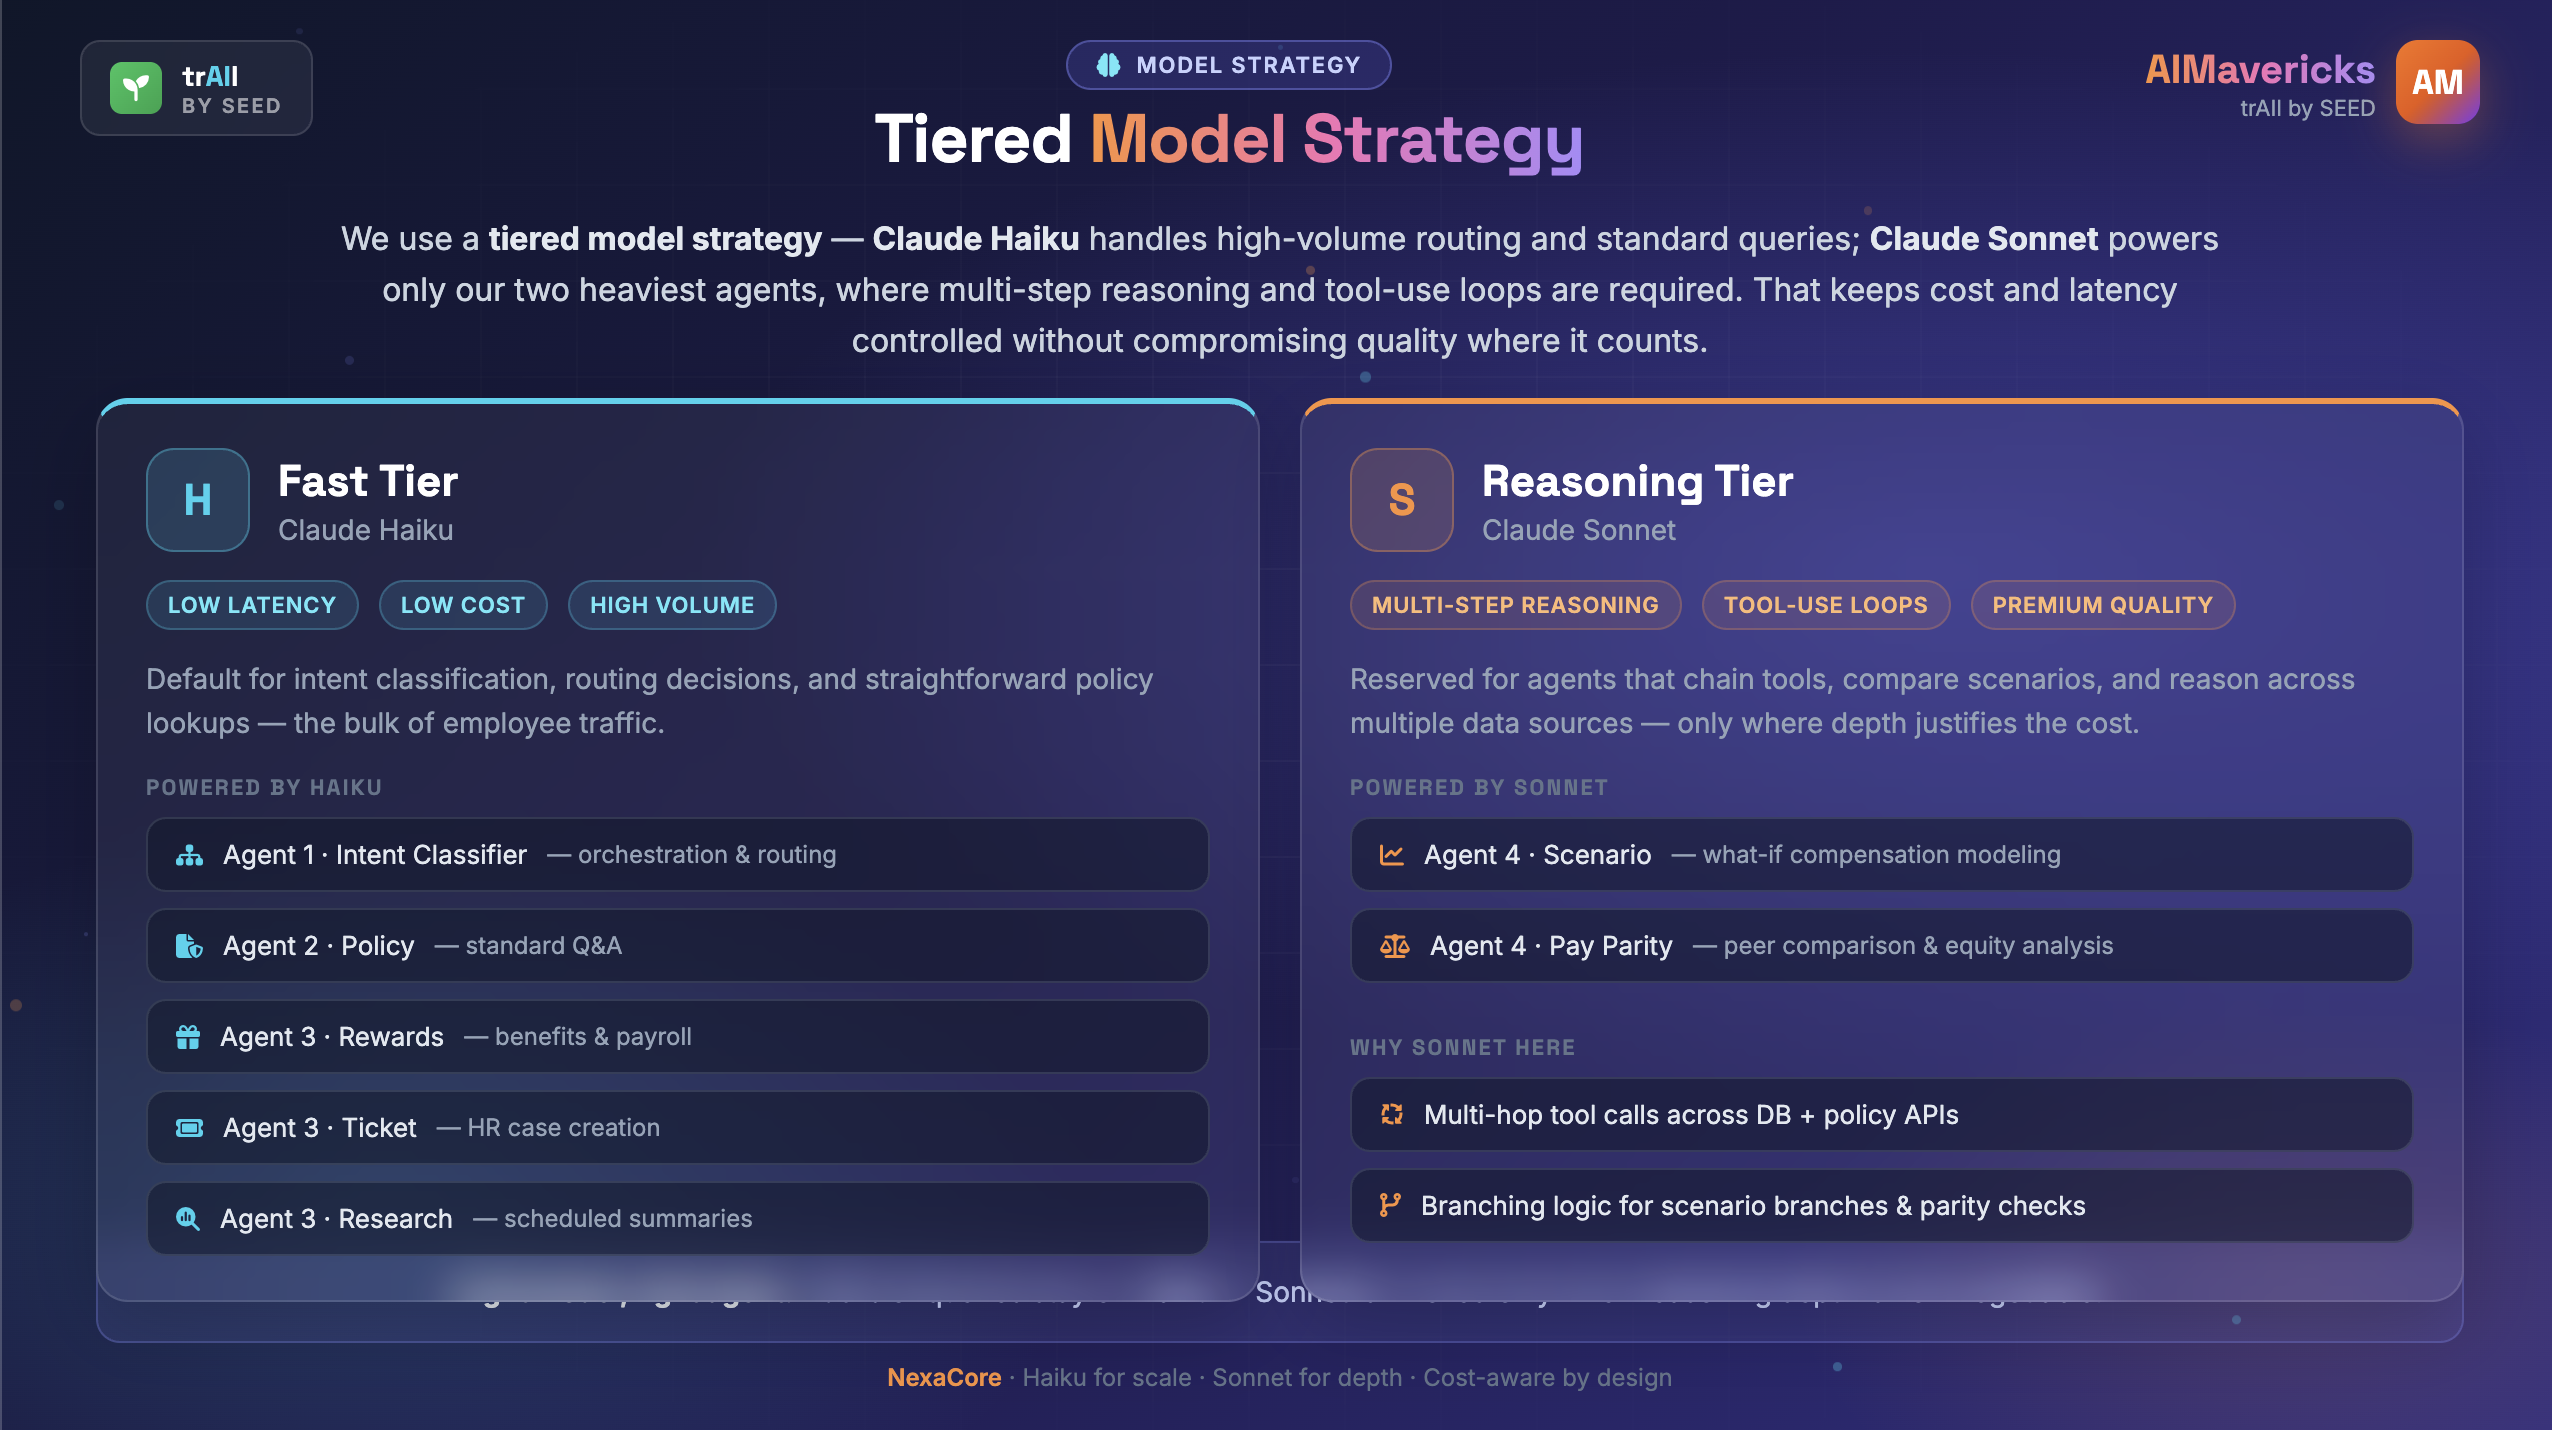 trAII
BY SEED
MODEL STRATEGY
AIMavericks
trAII by SEED
AM
Tiered Model Strategy
We use a tiered model strategy — Claude Haiku handles high-volume routing and standard queries; Claude Sonnet powers
only our two heaviest agents, where multi-step reasoning and tool-use loops are required. That keeps cost and latency
controlled without compromising quality where it counts.
H
Fast Tier
Claude Haiku
LOW LATENCY
LOW COST
HIGH VOLUME
Default for intent classification, routing decisions, and straightforward policy
lookups — the bulk of employee traffic.
POWERED BY HAIKU
Agent 1 · Intent Classifier — orchestration & routing
Agent 2 · Policy — standard Q&A
Agent 3 · Rewards — benefits & payroll
Agent 3 · Ticket — HR case creation
Agent 3 · Research — scheduled summaries
S
Reasoning Tier
Claude Sonnet
MULTI-STEP REASONING
TOOL-USE LOOPS
PREMIUM QUALITY
Reserved for agents that chain tools, compare scenarios, and reason across
multiple data sources — only where depth justifies the cost.
POWERED BY SONNET
Agent 4 · Scenario — what-if compensation modeling
Agent 4 · Pay Parity — peer comparison & equity analysis
WHY SONNET HERE
Multi-hop tool calls across DB + policy APIs
Branching logic for scenario branches & parity checks
NexaCore · Haiku for scale · Sonnet for depth · Cost-aware by design